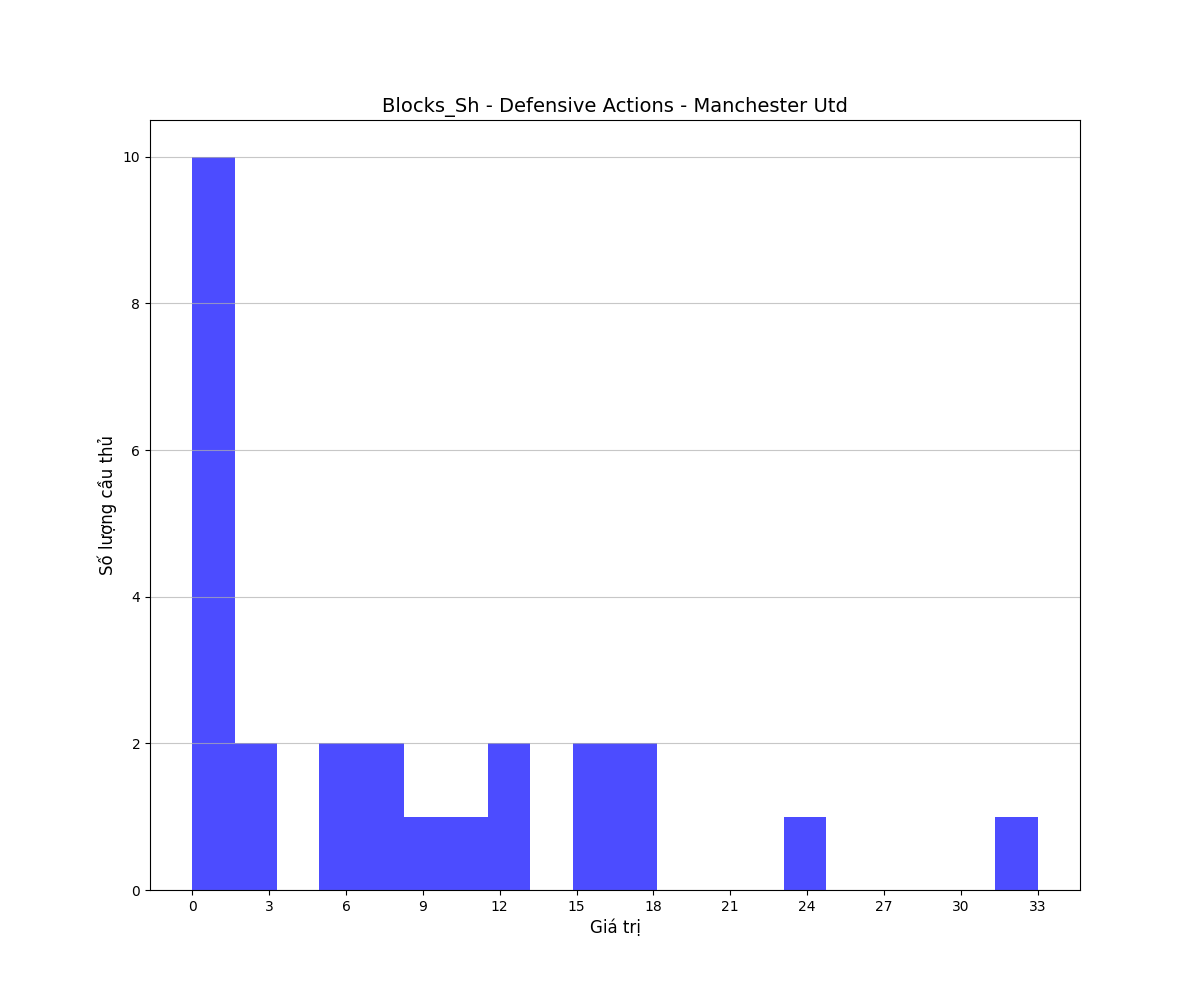 Blocks_Sh - Defensive Actions - Manchester Utd
10
8
6
4
2
0
Số lượng cầu thủ
0 3 6 9 12 15 18 21 24 27 30 33
Giá trị